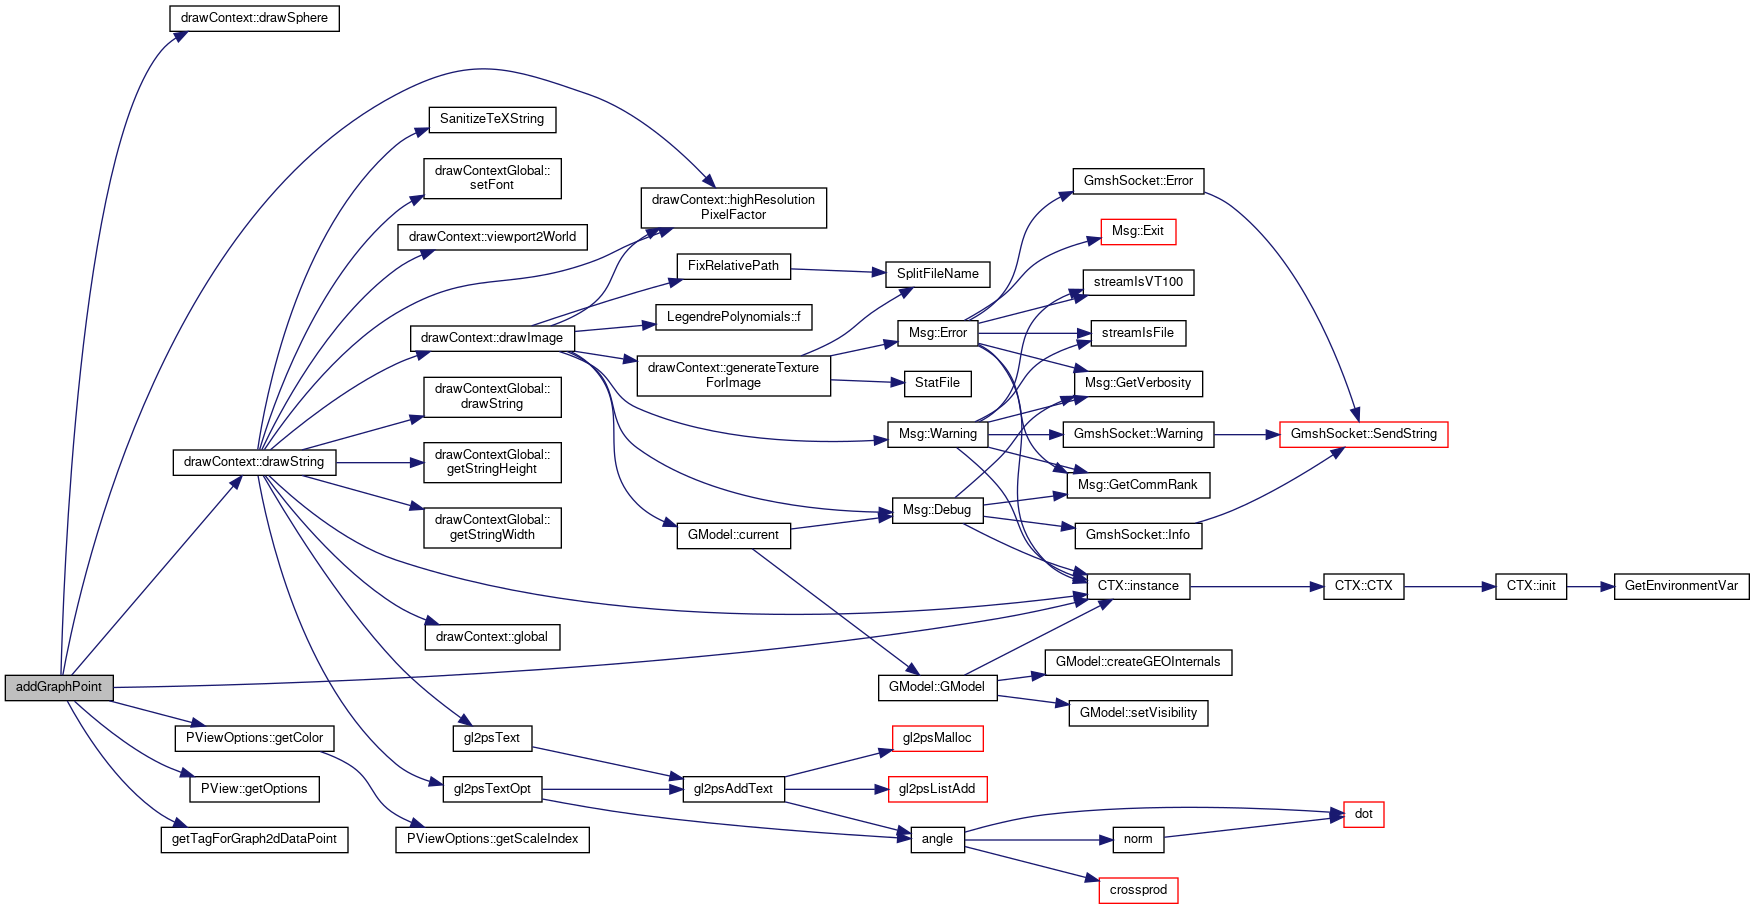 drawContext::drawSphere
SanitizeTeXString
drawContextGlobal::
setFont
drawContext::viewport2World
drawContext::highResolution
PixelFactor
FixRelativePath
SplitFileName
LegendrePolynomials::f
drawContext::drawImage
drawContext::generateTexture
ForImage
StatFile
Msg::Error
GmshSocket::Error
Msg::Exit
streamIsVT100
streamIsFile
Msg::GetVerbosity
drawContextGlobal::
drawString
Msg::Warning
GmshSocket::Warning
GmshSocket::SendString
drawContext::drawString
drawContextGlobal::
getStringHeight
Msg::GetCommRank
drawContextGlobal::
getStringWidth
Msg::Debug
GModel::current
GmshSocket::Info
CTX::instance
CTX::CTX
CTX::init
GetEnvironmentVar
drawContext::global
GModel::createGEOInternals
addGraphPoint
GModel::GModel
GModel::setVisibility
PViewOptions::getColor
gl2psText
gl2psMalloc
PView::getOptions
gl2psTextOpt
gl2psAddText
gl2psListAdd
dot
getTagForGraph2dDataPoint
PViewOptions::getScaleIndex
angle
norm
crossprod